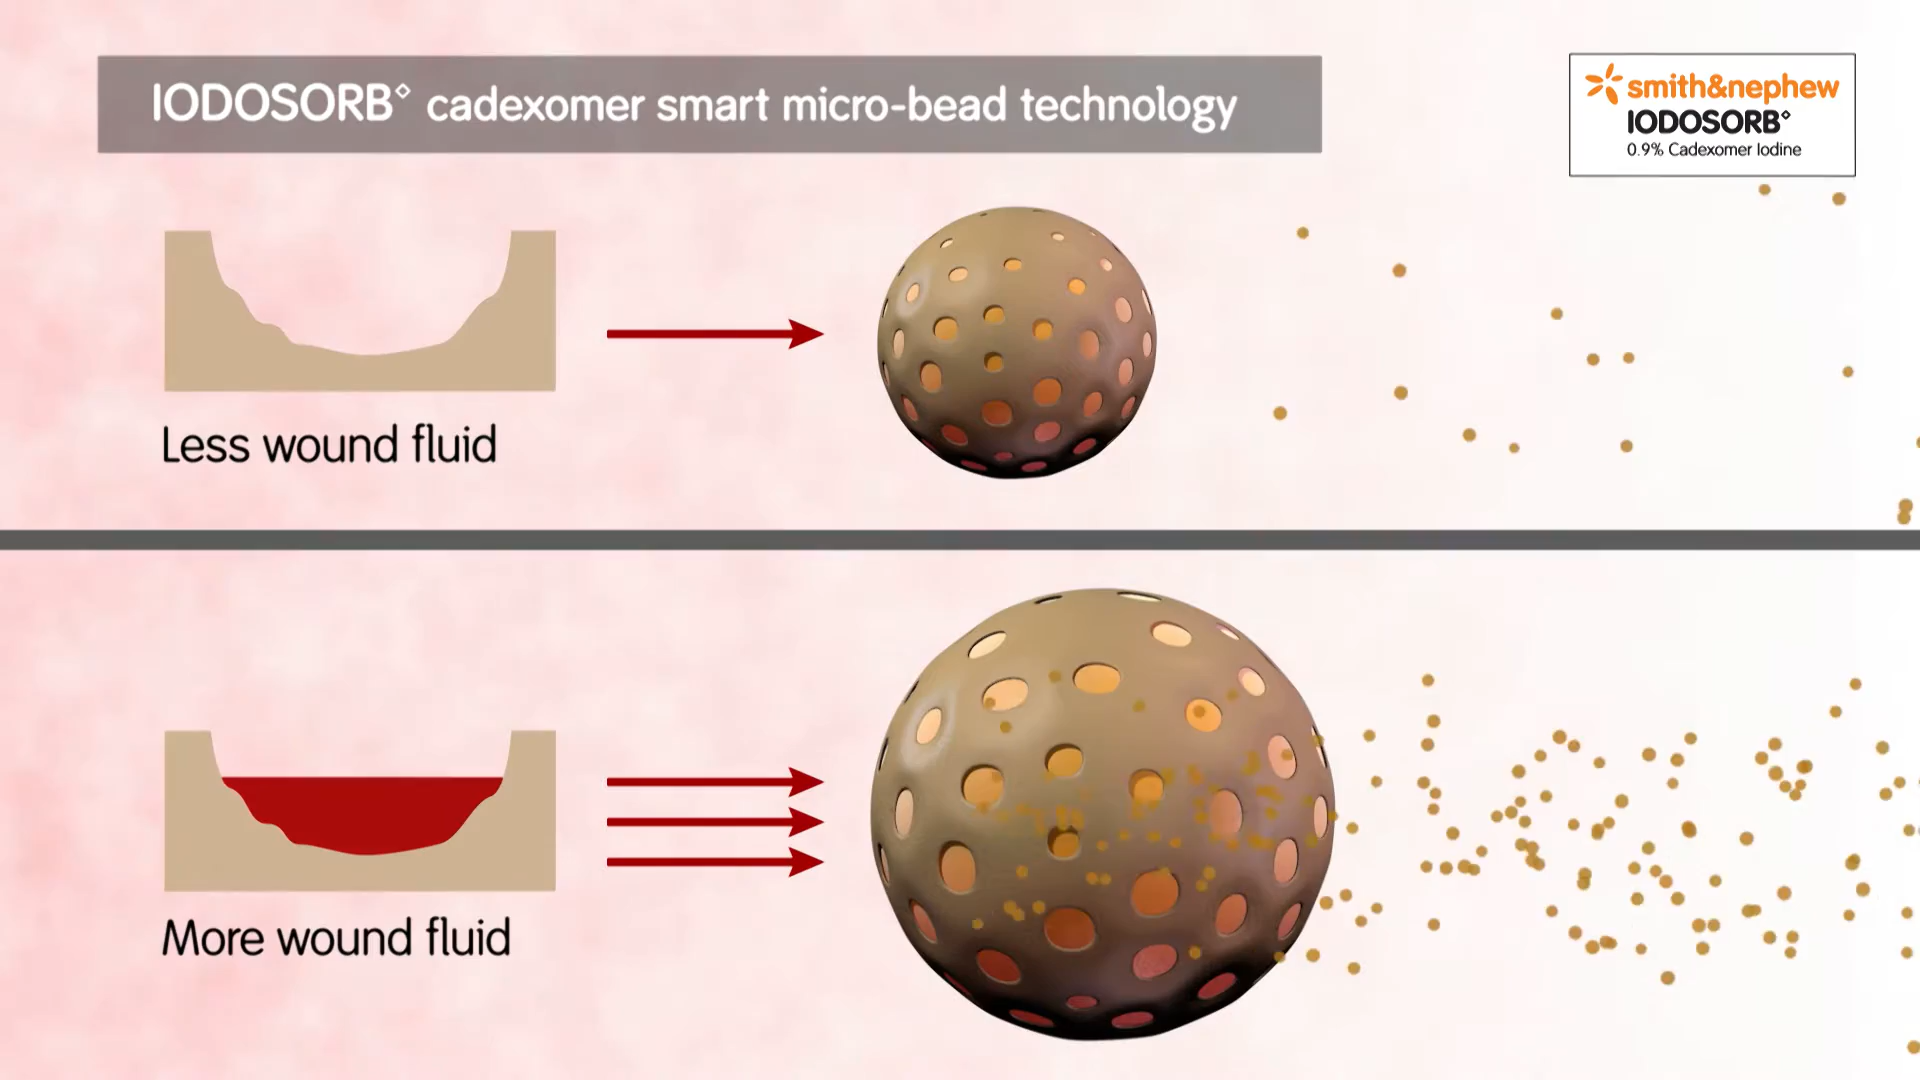 IODOSORB◊ cadexomer smart micro-bead technology
smith&nephew
IODOSORB◊
0.9% Cadexomer Iodine
Less wound fluid
More wound fluid